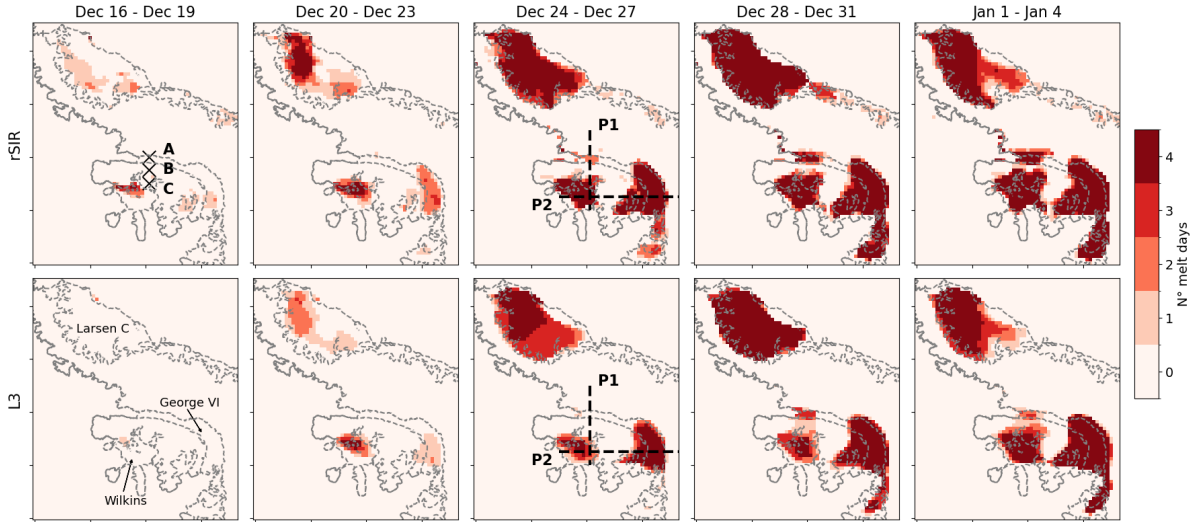 Dec 16 - Dec 19
Dec 20 - Dec 23
Dec 24 - Dec 27
Dec 28 - Dec 31
Jan 1 - Jan 4
rSIR
A
B
C
P1
P2
4
3
2
1
0
N° melt days
L3
Larsen C
George VI
Wilkins
P1
P2